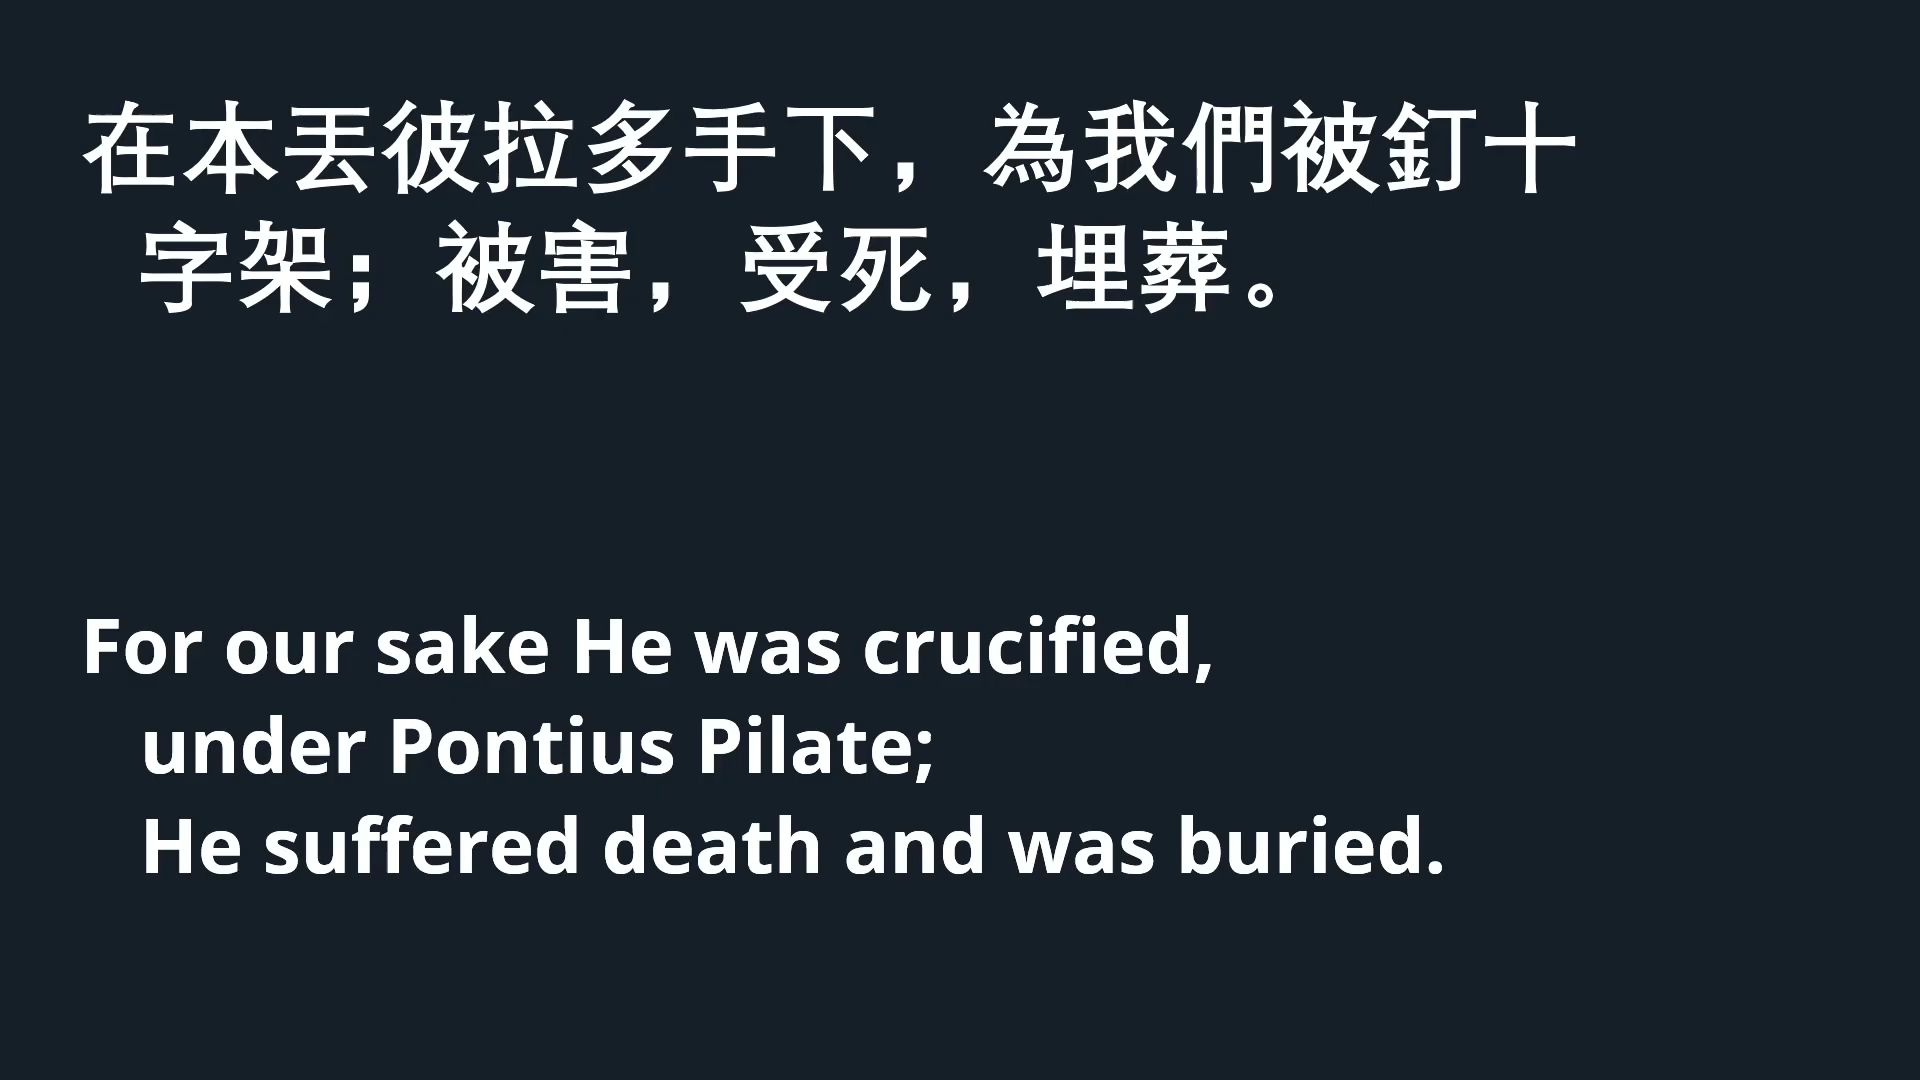 在本丟彼拉多手下，為我們被釘十
字架；被害，受死，埋葬。
For our sake He was crucified,
under Pontius Pilate;
He suffered death and was buried.